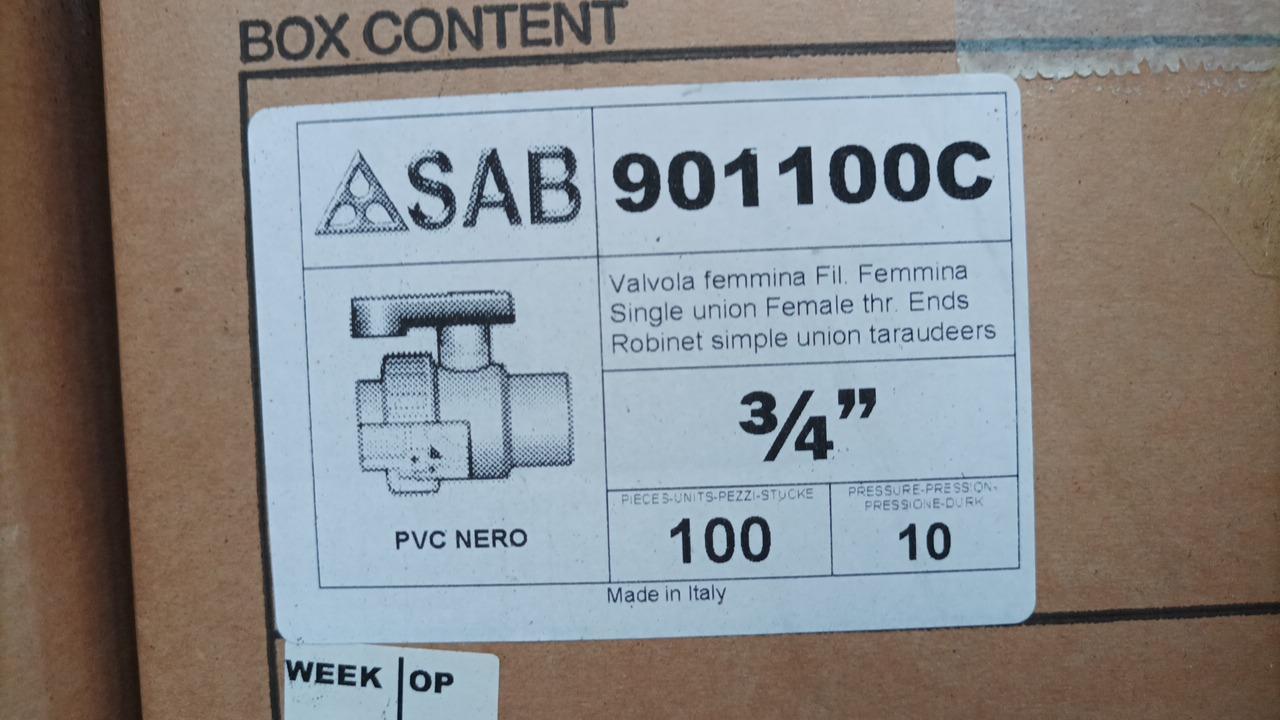 BOX CONTENT
SAB
901100C
Valvola femmina Fil. Femmina
Single union Female thr. Ends
Robinet simple union taraudeers
3/4”
PVC NERO
PIECES-UNITS-PEZZI-STUCKE
100
PRESSURE-PRESSION-
PRESSIONE-DURK
10
Made in Italy
WEEK OP